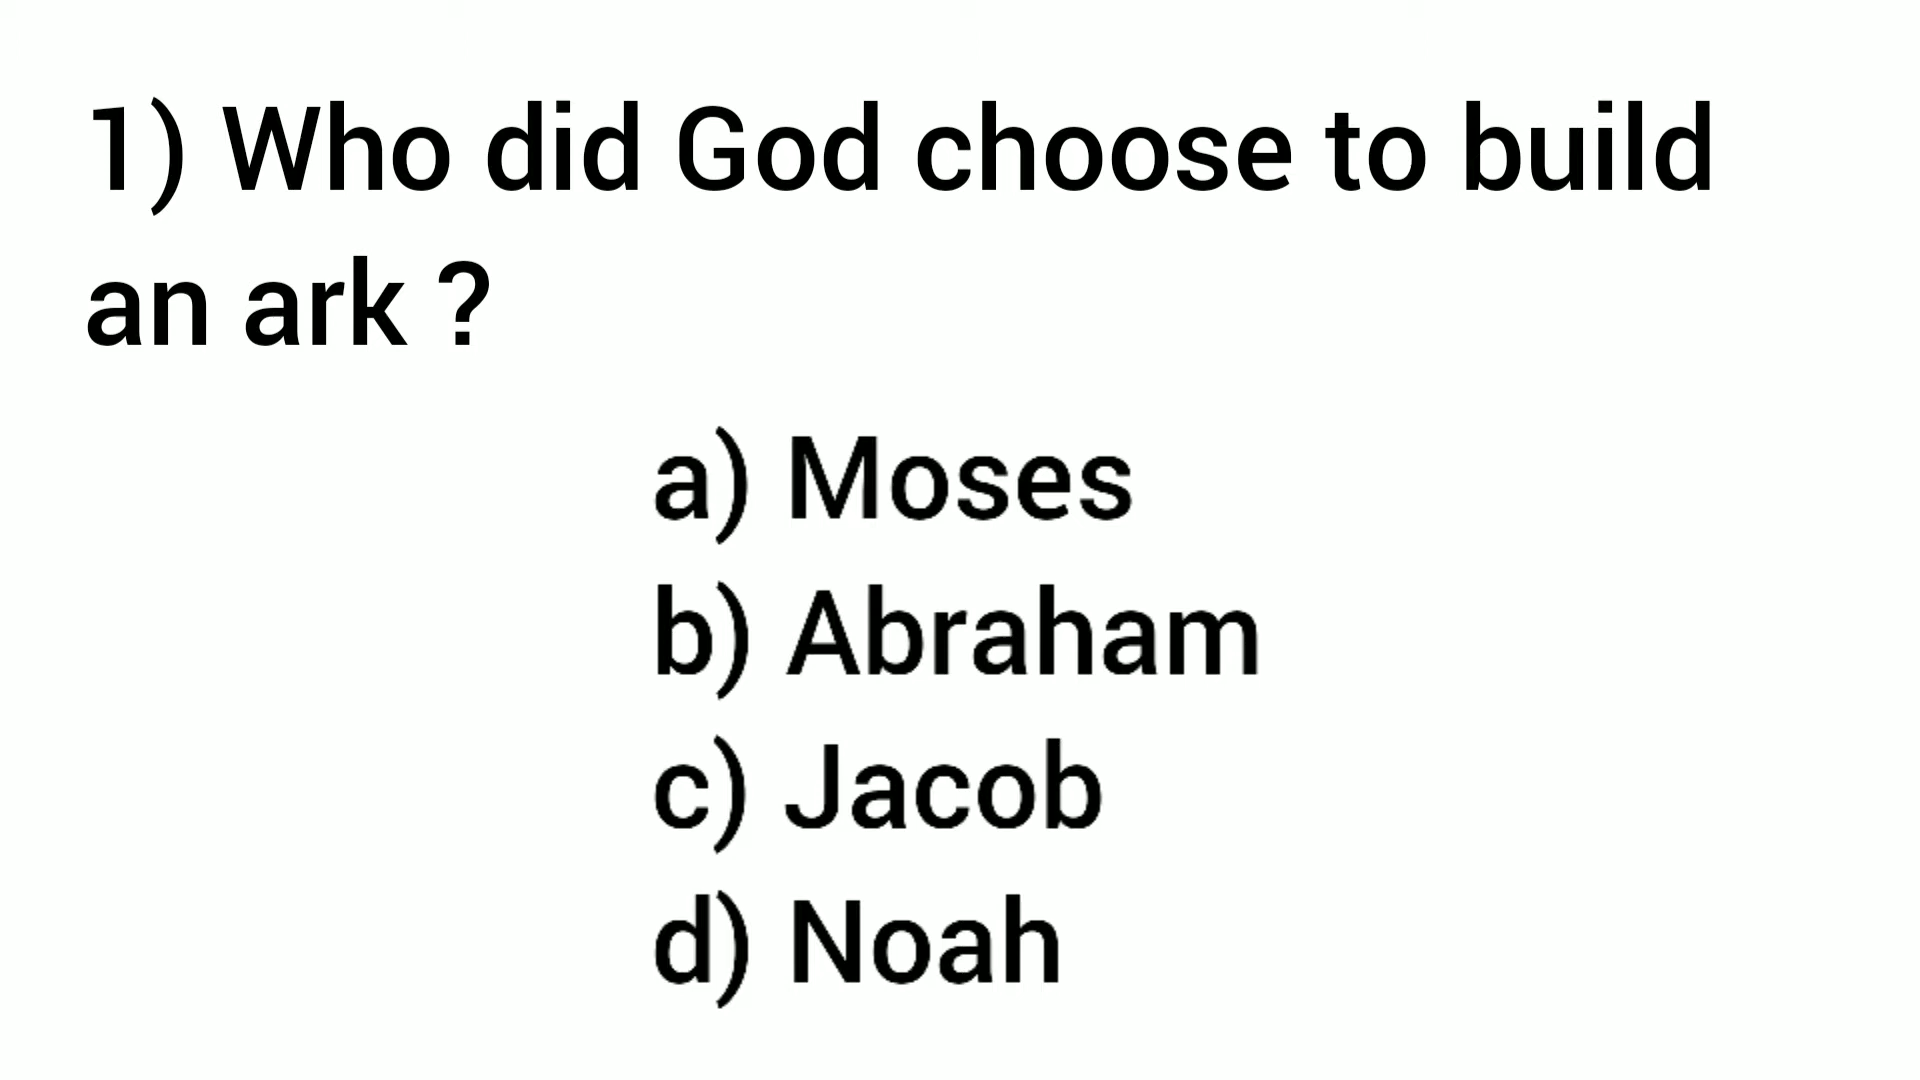 1) Who did God choose to build
an ark ?
a) Moses
b) Abraham
c) Jacob
d) Noah